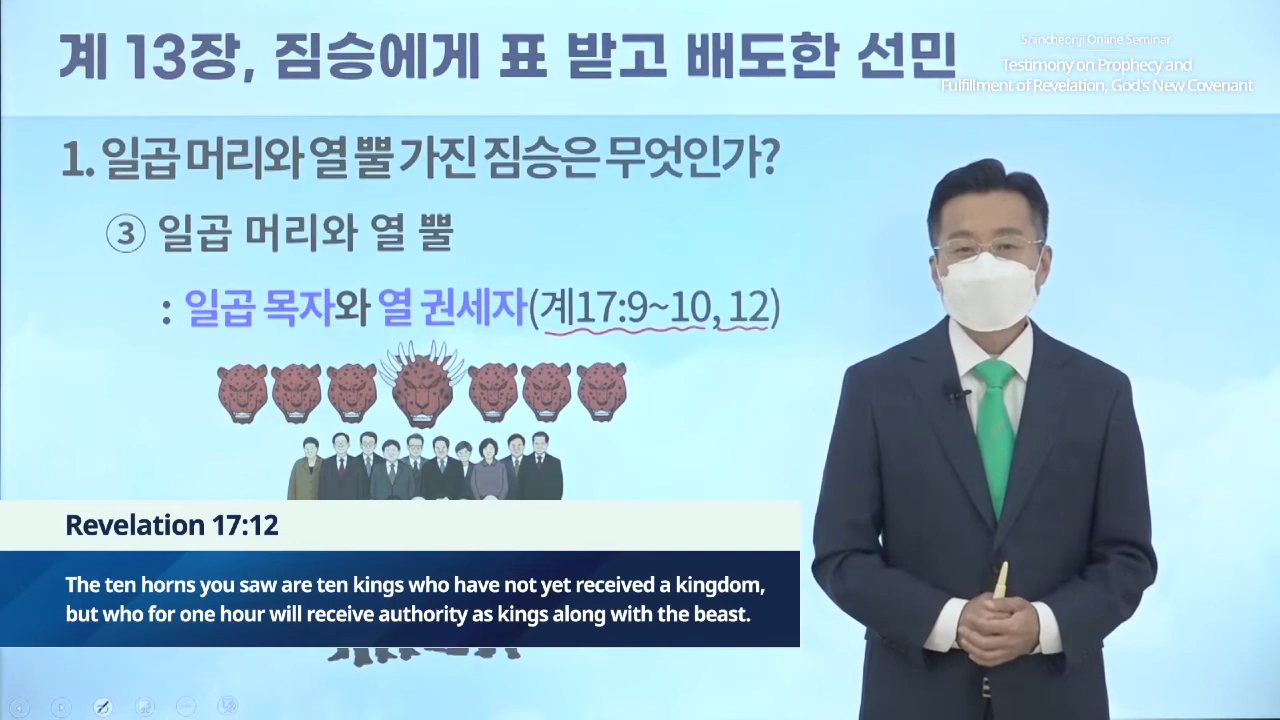 계 13장, 짐승에게 표 받고 배도한 선민
Shincheonji Online Seminar
Testimony on Prophecy and
Fulfillment of Revelation, God's New Covenant
1. 일곱 머리와 열 뿔 가진 짐승은 무엇인가?
③ 일곱 머리와 열 뿔
: 일곱 목자와 열 권세자(계17:9~10, 12)
Revelation 17:12
The ten horns you saw are ten kings who have not yet received a kingdom,
but who for one hour will receive authority as kings along with the beast.